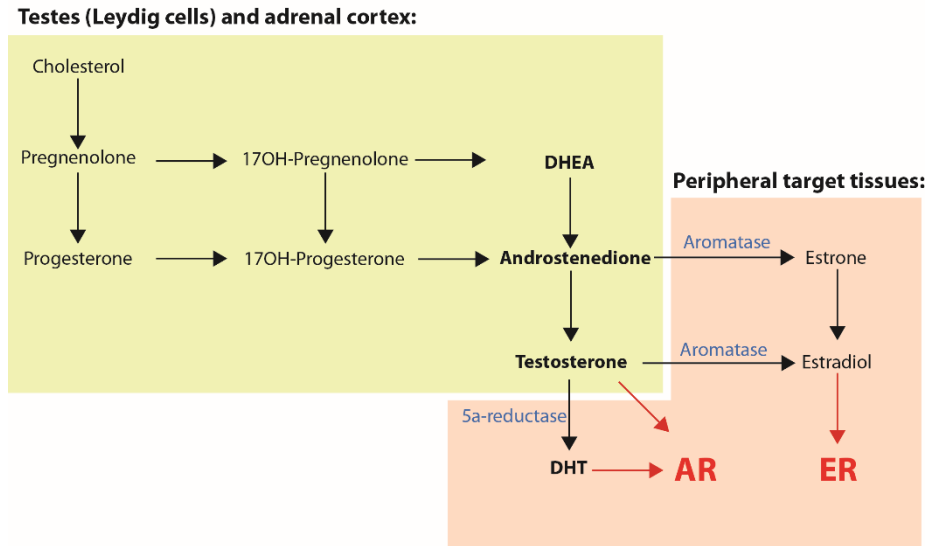 Testes (Leydig cells) and adrenal cortex:
Cholesterol
Pregnenolone
17OH-Pregnenolone
DHEA
Peripheral target tissues:
Progesterone
17OH-Progesterone
Androstenedione
Aromatase
Estrone
Testosterone
Aromatase
Estradiol
5a-reductase
DHT
AR
ER